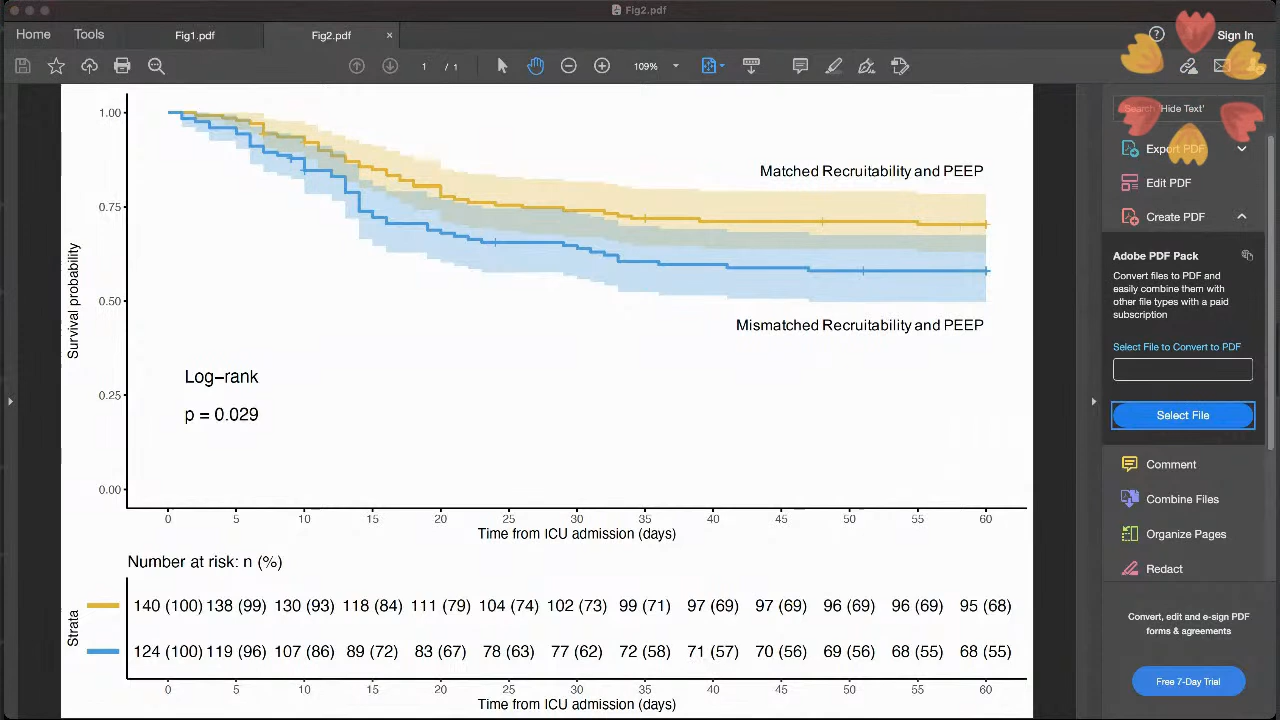 Fig2.pdf
Home Tools Fig1.pdf Fig2.pdf × ? Sign In
1 / 1 109%
Search 'Hide Text'
Export PDF
Edit PDF
Create PDF
Adobe PDF Pack
Convert files to PDF and
easily combine them with
other file types with a paid
subscription
Select File to Convert to PDF
Select File
Comment
Combine Files
Organize Pages
Redact
Convert, edit and e-sign PDF
forms & agreements
Free 7-Day Trial
Survival probability
1.00
0.75
0.50
0.25
0.00
Matched Recruitability and PEEP
Mismatched Recruitability and PEEP
Log−rank
p = 0.029
0 5 10 15 20 25 30 35 40 45 50 55 60
Time from ICU admission (days)
Number at risk: n (%)
Strata
140 (100) 138 (99) 130 (93) 118 (84) 111 (79) 104 (74) 102 (73) 99 (71) 97 (69) 97 (69) 96 (69) 96 (69) 95 (68)
124 (100) 119 (96) 107 (86) 89 (72) 83 (67) 78 (63) 77 (62) 72 (58) 71 (57) 70 (56) 69 (56) 68 (55) 68 (55)
0 5 10 15 20 25 30 35 40 45 50 55 60
Time from ICU admission (days)